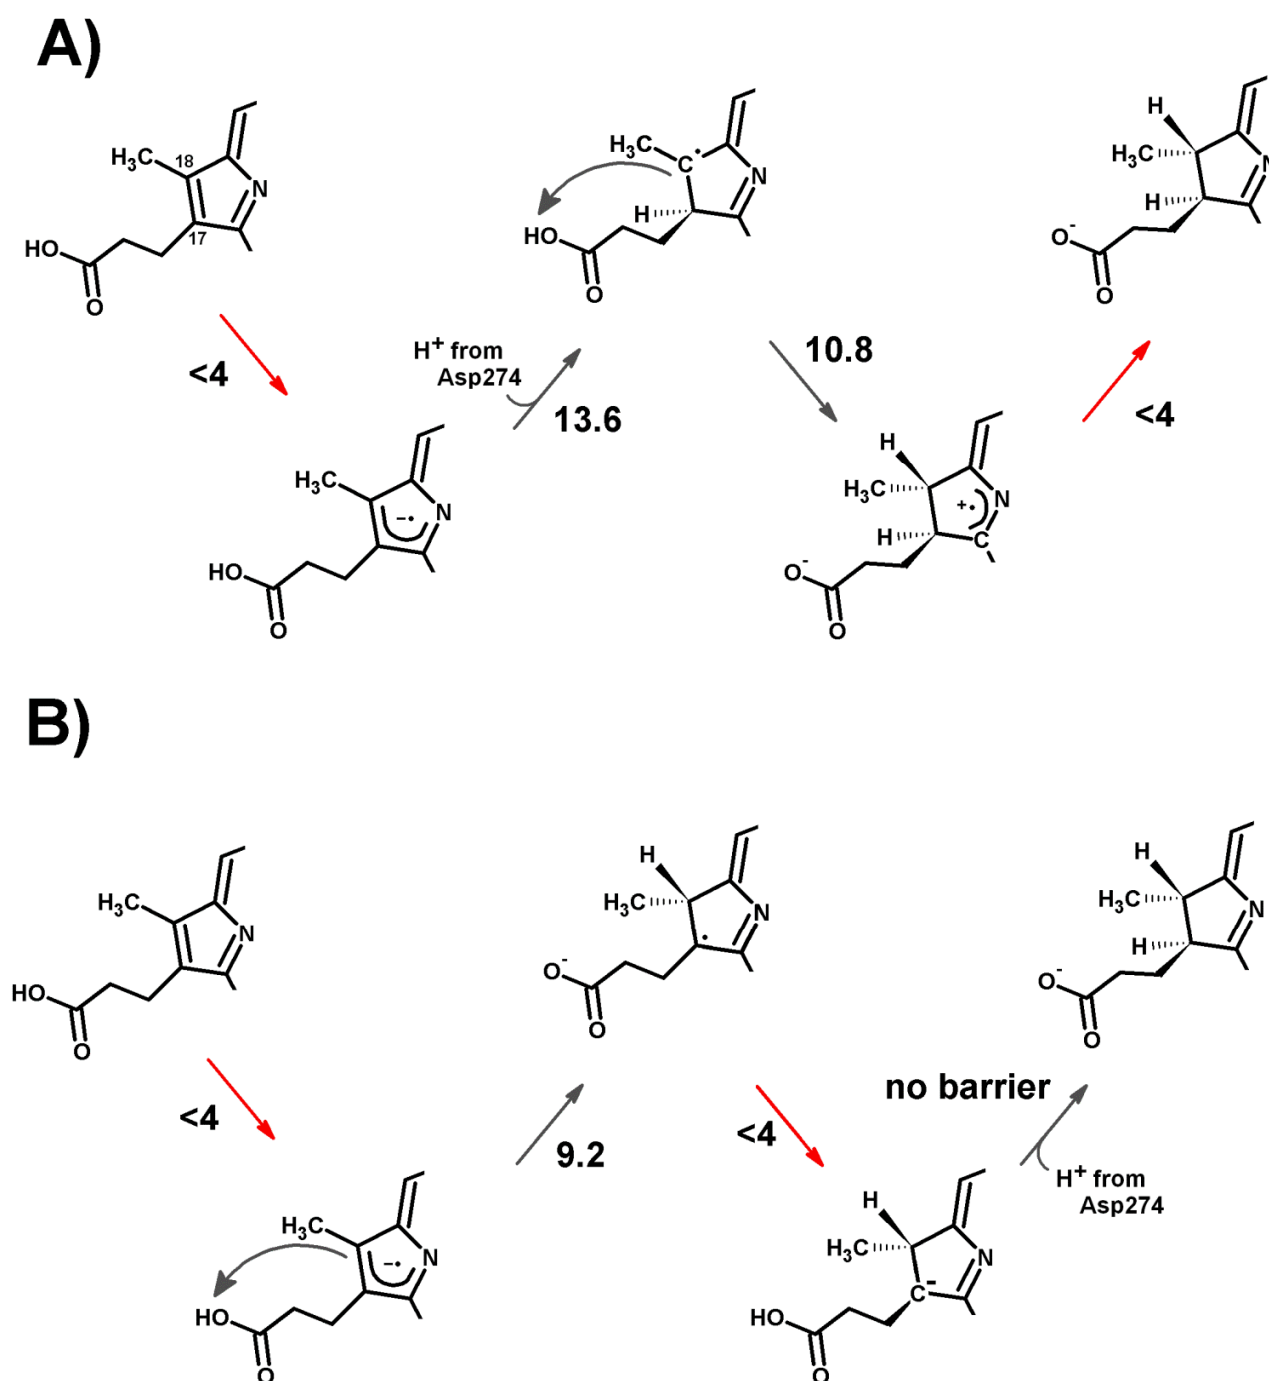 A)
H₃C
18
N
17
HO
O
<4
H⁺ from
Asp274
13.6
H₃C
N
−•
HO
O
H₃C
C•
N
H
HO
O
10.8
H
H₃C
N
+•
H
C
O⁻
O
<4
H
H₃C
N
H
O⁻
O
B)
H₃C
N
HO
O
<4
H₃C
N
−•
HO
O
9.2
H
H₃C
N
•
O⁻
O
<4
H
H₃C
N
C⁻
HO
O
no barrier
H⁺ from
Asp274
H
H₃C
N
H
O⁻
O